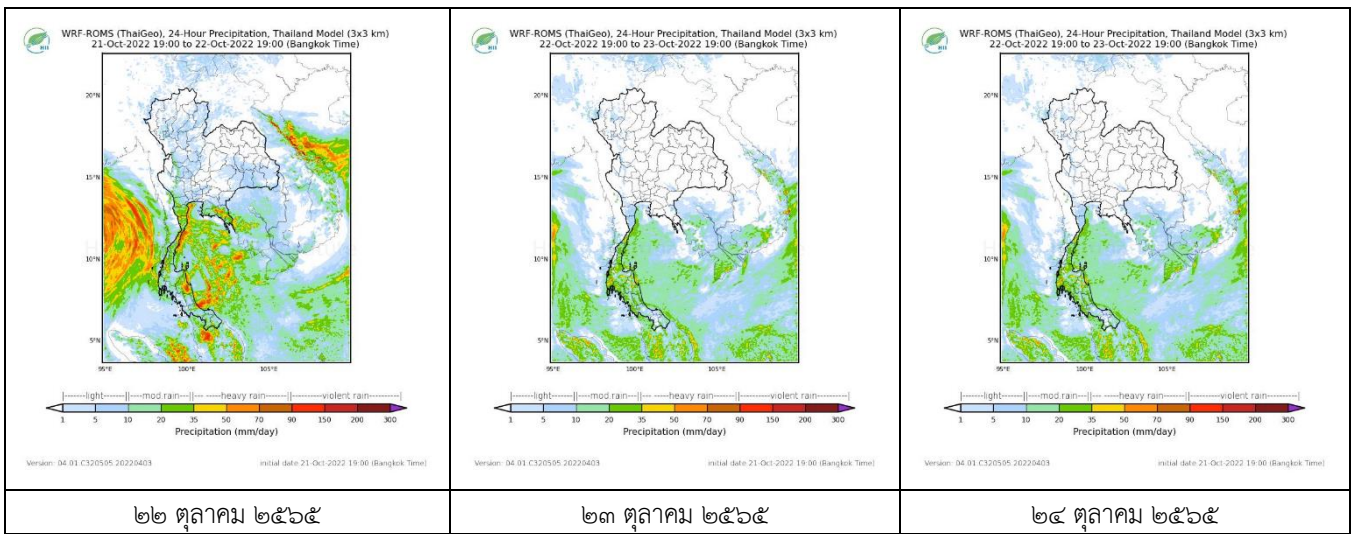 WRF-ROMS (ThaiGeo), 24-Hour Precipitation, Thailand Model (3x3 km)
21-Oct-2022 19:00 to 22-Oct-2022 19:00 (Bangkok Time)
HII
20°N
15°N
10°N
5°N
95°E 100°E 105°E
|-------light-----||----mod.rain---||--- ----heavy rain-----||------violent rain-------|
1 5 10 20 35 50 70 90 150 200 300
Precipitation (mm/day)
Version: 04.01.C320505.20220403 initial date 21-Oct-2022 19:00 (Bangkok Time)
๒๒ ตุลาคม ๒๕๖๕
WRF-ROMS (ThaiGeo), 24-Hour Precipitation, Thailand Model (3x3 km)
22-Oct-2022 19:00 to 23-Oct-2022 19:00 (Bangkok Time)
HII
20°N
15°N
10°N
5°N
95°E 100°E 105°E
|-------light-----||----mod.rain---||--- ----heavy rain-----||------violent rain-------|
1 5 10 20 35 50 70 90 150 200 300
Precipitation (mm/day)
Version: 04.01.C320505.20220403 initial date 21-Oct-2022 19:00 (Bangkok Time)
๒๓ ตุลาคม ๒๕๖๕
WRF-ROMS (ThaiGeo), 24-Hour Precipitation, Thailand Model (3x3 km)
22-Oct-2022 19:00 to 23-Oct-2022 19:00 (Bangkok Time)
HII
20°N
15°N
10°N
5°N
95°E 100°E 105°E
|-------light-----||----mod.rain---||--- ----heavy rain-----||------violent rain-------|
1 5 10 20 35 50 70 90 150 200 300
Precipitation (mm/day)
Version: 04.01.C320505.20220403 initial date 21-Oct-2022 19:00 (Bangkok Time)
๒๔ ตุลาคม ๒๕๖๕